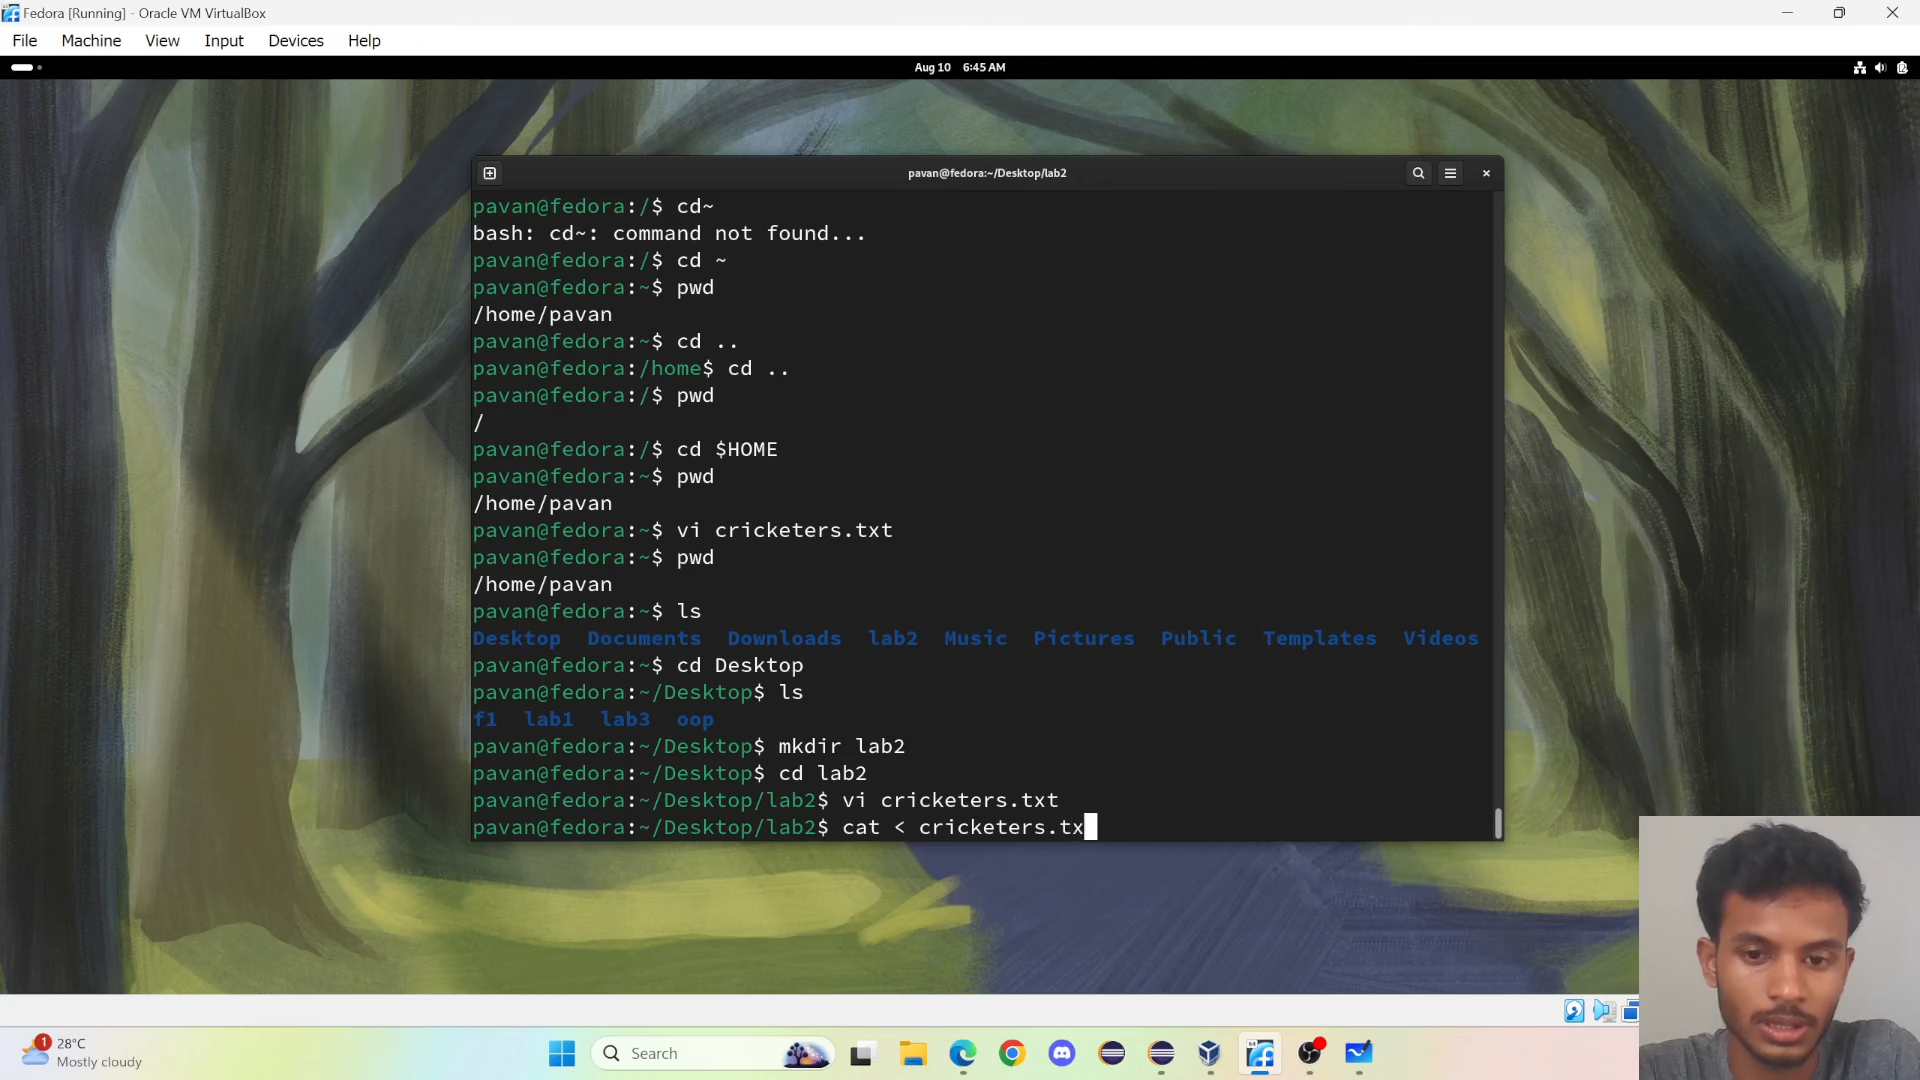 Fedora [Running] - Oracle VM VirtualBox
File Machine View Input Devices Help
Aug 10 6:45 AM
pavan@fedora:~/Desktop/lab2
pavan@fedora:/$ cd~
bash: cd~: command not found...
pavan@fedora:/$ cd ~
pavan@fedora:~$ pwd
/home/pavan
pavan@fedora:~$ cd ..
pavan@fedora:/home$ cd ..
pavan@fedora:/$ pwd
/
pavan@fedora:/$ cd $HOME
pavan@fedora:~$ pwd
/home/pavan
pavan@fedora:~$ vi cricketers.txt
pavan@fedora:~$ pwd
/home/pavan
pavan@fedora:~$ ls
Desktop Documents Downloads lab2 Music Pictures Public Templates Videos
pavan@fedora:~$ cd Desktop
pavan@fedora:~/Desktop$ ls
f1 lab1 lab3 oop
pavan@fedora:~/Desktop$ mkdir lab2
pavan@fedora:~/Desktop$ cd lab2
pavan@fedora:~/Desktop/lab2$ vi cricketers.txt
pavan@fedora:~/Desktop/lab2$ cat < cricketers.tx
1
28°C
Mostly cloudy
Search
64